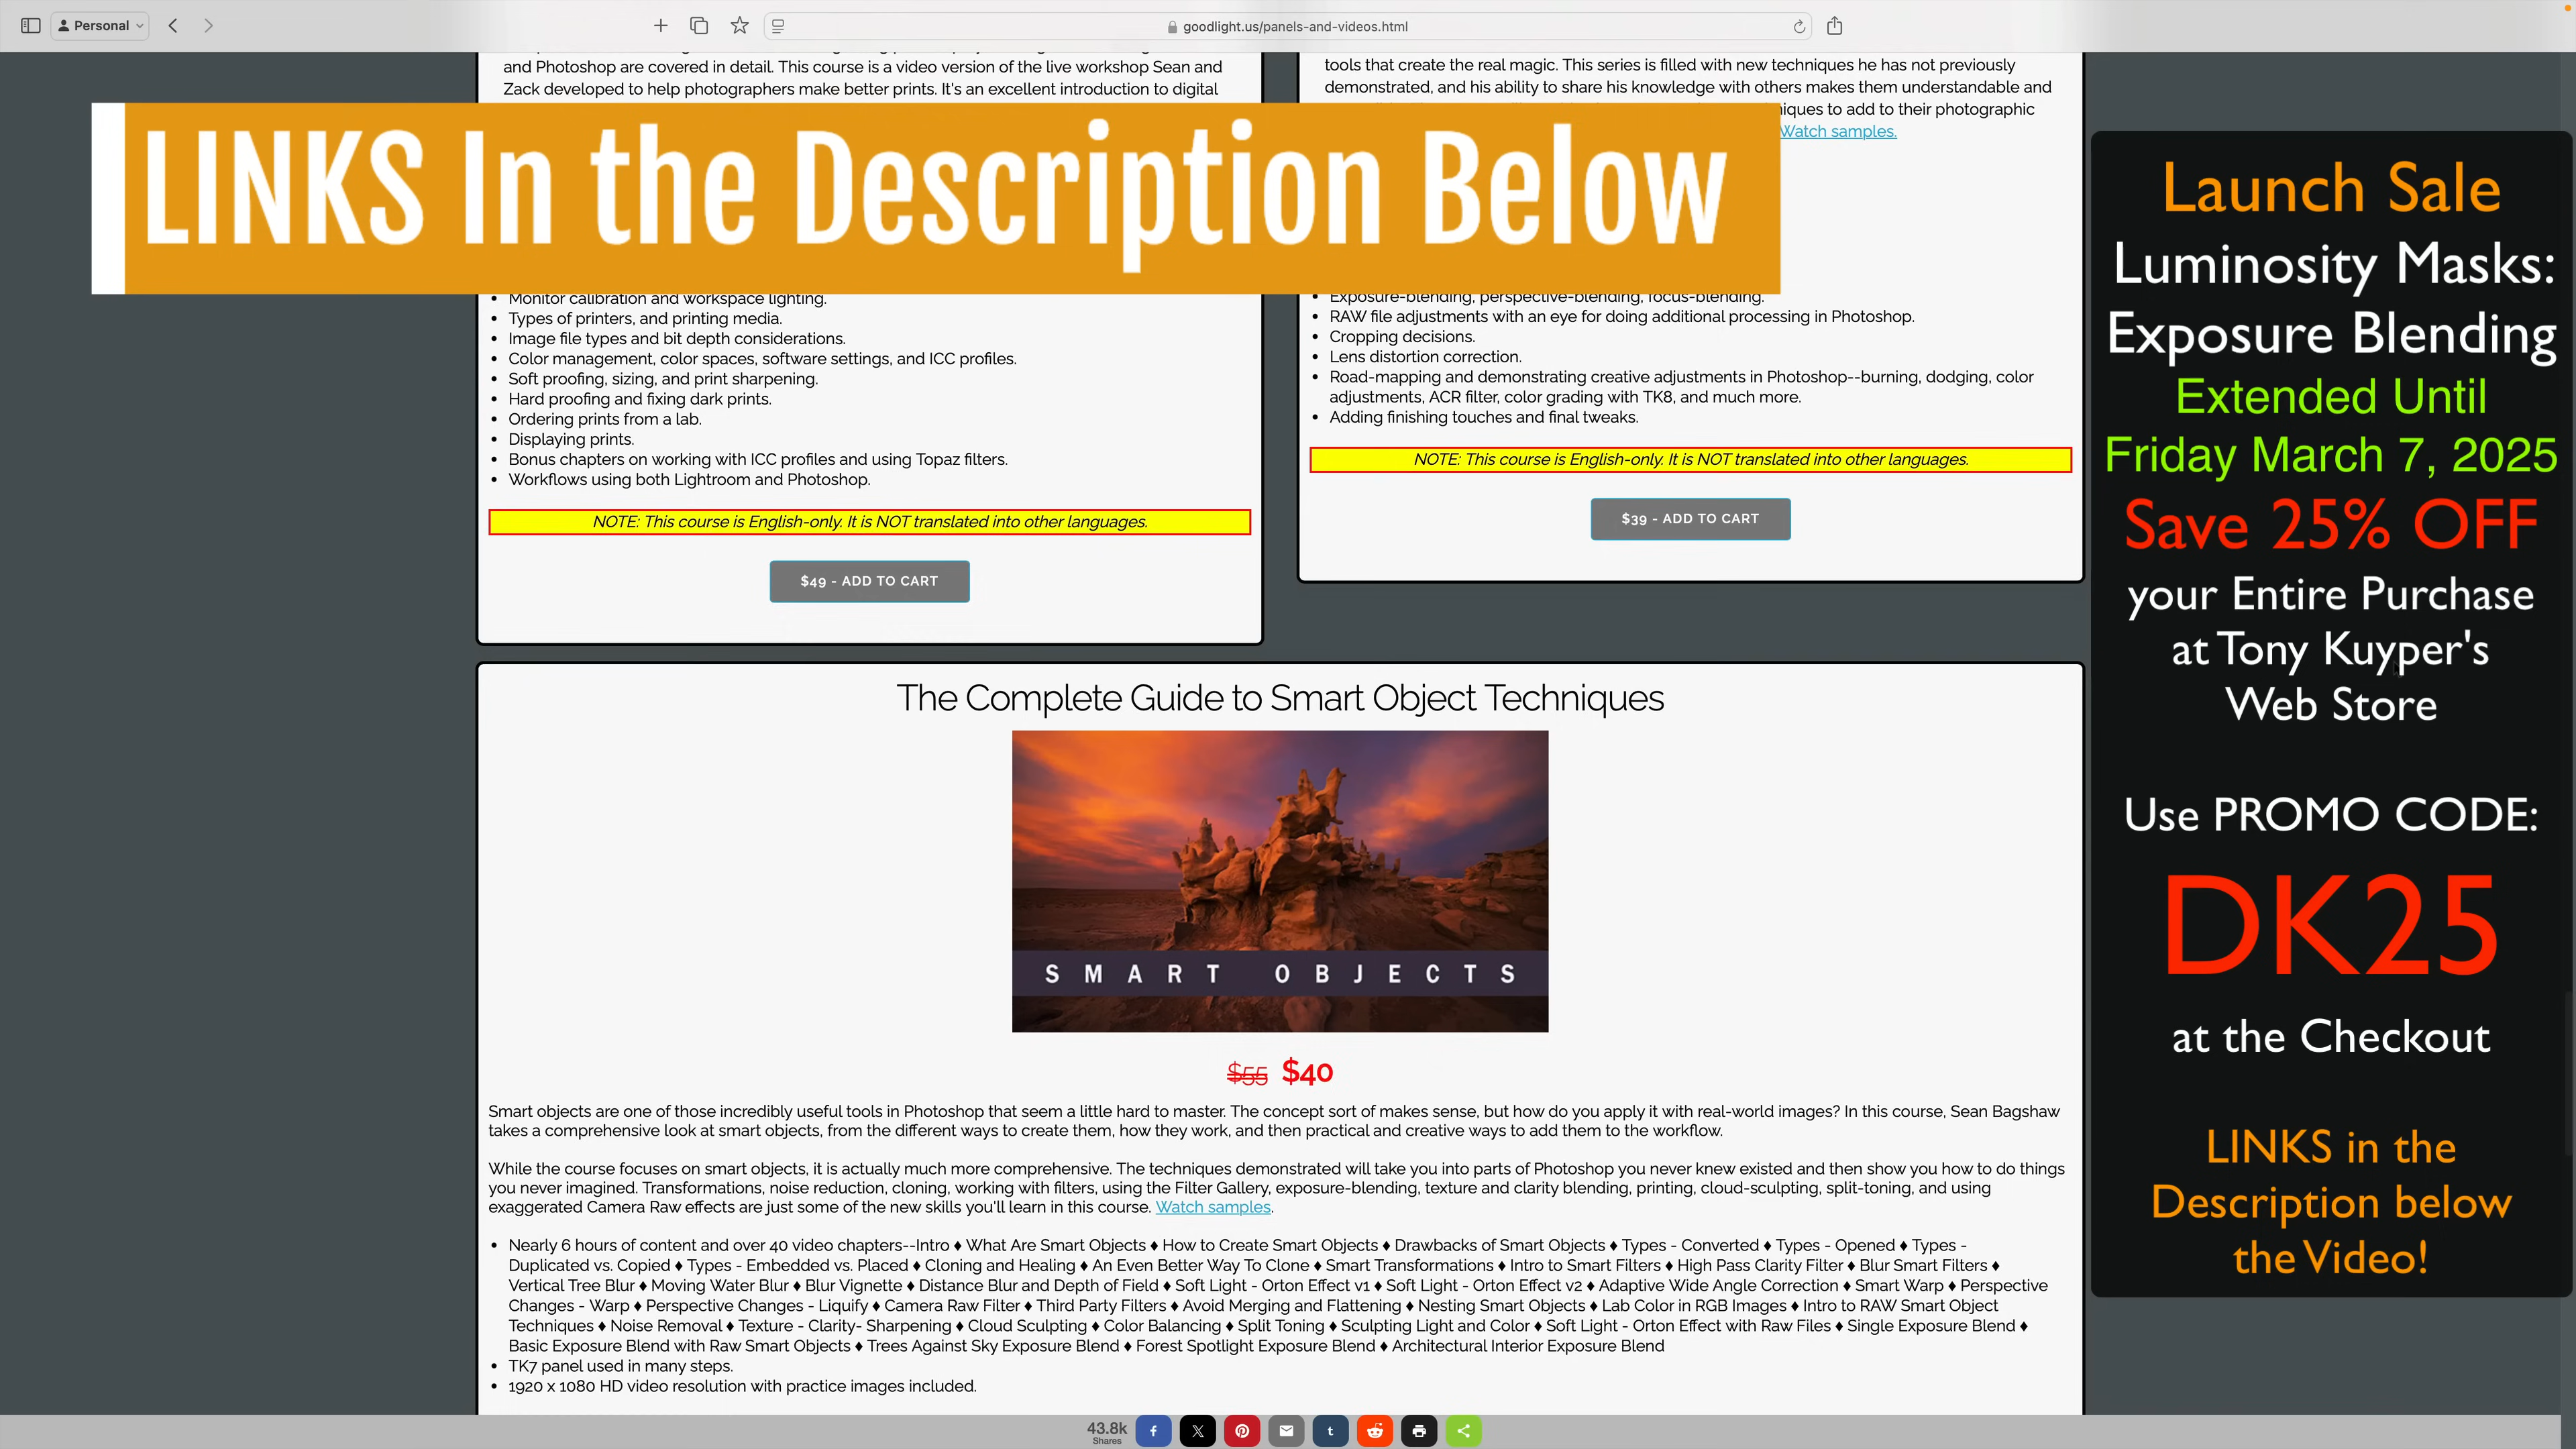 Personal
goodlight.us/panels-and-videos.html
and Photoshop are covered in detail. This course is a video version of the live workshop Sean and
Zack developed to help photographers make better prints. It's an excellent introduction to digital
tools that create the real magic. This series is filled with new techniques he has not previously
demonstrated, and his ability to share his knowledge with others makes them understandable and
iques to add to their photographic
Watch samples.
LINKS In the Description Below
• Monitor calibration and workspace lighting.
• Types of printers, and printing media.
• Image file types and bit depth considerations.
• Color management, color spaces, software settings, and ICC profiles.
• Soft proofing, sizing, and print sharpening.
• Hard proofing and fixing dark prints.
• Ordering prints from a lab.
• Displaying prints.
• Bonus chapters on working with ICC profiles and using Topaz filters.
• Workflows using both Lightroom and Photoshop.
NOTE: This course is English-only. It is NOT translated into other languages.
$49 - ADD TO CART
• Exposure-blending, perspective-blending, focus-blending.
• RAW file adjustments with an eye for doing additional processing in Photoshop.
• Cropping decisions.
• Lens distortion correction.
• Road-mapping and demonstrating creative adjustments in Photoshop--burning, dodging, color
adjustments, ACR filter, color grading with TK8, and much more.
• Adding finishing touches and final tweaks.
NOTE: This course is English-only. It is NOT translated into other languages.
$39 - ADD TO CART
The Complete Guide to Smart Object Techniques
SMART OBJECTS
$55 $40
Smart objects are one of those incredibly useful tools in Photoshop that seem a little hard to master. The concept sort of makes sense, but how do you apply it with real-world images? In this course, Sean Bagshaw
takes a comprehensive look at smart objects, from the different ways to create them, how they work, and then practical and creative ways to add them to the workflow.
While the course focuses on smart objects, it is actually much more comprehensive. The techniques demonstrated will take you into parts of Photoshop you never knew existed and then show you how to do things
you never imagined. Transformations, noise reduction, cloning, working with filters, using the Filter Gallery, exposure-blending, texture and clarity blending, printing, cloud-sculpting, split-toning, and using
exaggerated Camera Raw effects are just some of the new skills you'll learn in this course. Watch samples.
• Nearly 6 hours of content and over 40 video chapters--Intro ♦ What Are Smart Objects ♦ How to Create Smart Objects ♦ Drawbacks of Smart Objects ♦ Types - Converted ♦ Types - Opened ♦ Types -
Duplicated vs. Copied ♦ Types - Embedded vs. Placed ♦ Cloning and Healing ♦ An Even Better Way To Clone ♦ Smart Transformations ♦ Intro to Smart Filters ♦ High Pass Clarity Filter ♦ Blur Smart Filters ♦
Vertical Tree Blur ♦ Moving Water Blur ♦ Blur Vignette ♦ Distance Blur and Depth of Field ♦ Soft Light - Orton Effect v1 ♦ Soft Light - Orton Effect v2 ♦ Adaptive Wide Angle Correction ♦ Smart Warp ♦ Perspective
Changes - Warp ♦ Perspective Changes - Liquify ♦ Camera Raw Filter ♦ Third Party Filters ♦ Avoid Merging and Flattening ♦ Nesting Smart Objects ♦ Lab Color in RGB Images ♦ Intro to RAW Smart Object
Techniques ♦ Noise Removal ♦ Texture - Clarity- Sharpening ♦ Cloud Sculpting ♦ Color Balancing ♦ Split Toning ♦ Sculpting Light and Color ♦ Soft Light - Orton Effect with Raw Files ♦ Single Exposure Blend ♦
Basic Exposure Blend with Raw Smart Objects ♦ Trees Against Sky Exposure Blend ♦ Forest Spotlight Exposure Blend ♦ Architectural Interior Exposure Blend
• TK7 panel used in many steps.
• 1920 x 1080 HD video resolution with practice images included.
43.8k
Shares
Launch Sale
Luminosity Masks:
Exposure Blending
Extended Until
Friday March 7, 2025
Save 25% OFF
your Entire Purchase
at Tony Kuyper's
Web Store
Use PROMO CODE:
DK25
at the Checkout
LINKS in the
Description below
the Video!